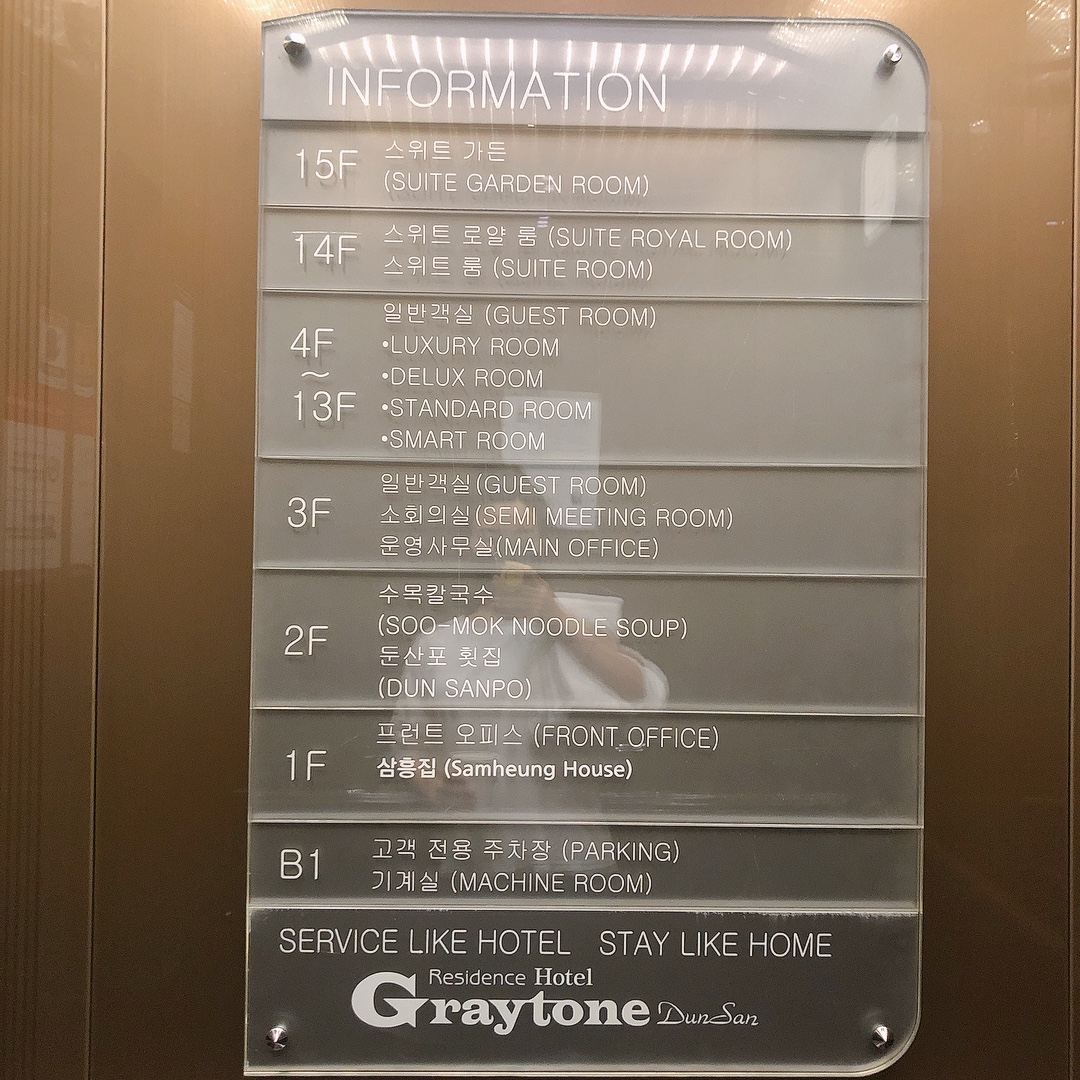 INFORMATION
15F
스위트 가든
(SUITE GARDEN ROOM)
14F
스위트 로얄 룸 (SUITE ROYAL ROOM)
스위트 룸 (SUITE ROOM)
4F
~
13F
일반객실 (GUEST ROOM)
•LUXURY ROOM
•DELUX ROOM
•STANDARD ROOM
•SMART ROOM
3F
일반객실(GUEST ROOM)
소회의실(SEMI MEETING ROOM)
운영사무실(MAIN OFFICE)
2F
수목칼국수
(SOO-MOK NOODLE SOUP)
둔산포 횟집
(DUN SANPO)
1F
프런트 오피스 (FRONT OFFICE)
삼흥집 (Samheung House)
B1
고객 전용 주차장 (PARKING)
기계실 (MACHINE ROOM)
SERVICE LIKE HOTEL STAY LIKE HOME
Residence Hotel
Graytone DunSan